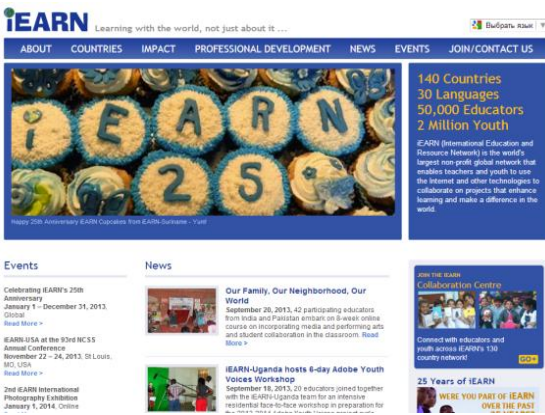 iEARN Learning with the world, not just about it ...
Выбрать язык
ABOUT COUNTRIES IMPACT PROFESSIONAL DEVELOPMENT NEWS EVENTS JOIN/CONTACT US
iEARN
25
Happy 25th Anniversary iEARN Cupcakes from iEARN-Suriname - Yum!
140 Countries
30 Languages
50,000 Educators
2 Million Youth
iEARN (International Education and
Resource Network) is the world's
largest non-profit global network that
enables teachers and youth to use
the Internet and other technologies to
collaborate on projects that enhance
learning and make a difference in the
world.
Events
Celebrating iEARN's 25th
Anniversary
January 1 – December 31, 2013,
Global
Read More >
iEARN-USA at the 93rd NCSS
Annual Conference
November 22 – 24, 2013, St Louis,
MO, USA
Read More >
2nd iEARN International
Photography Exhibition
January 1, 2014, Online
News
Our Family, Our Neighborhood, Our
World
September 20, 2013, 42 participating educators
from India and Pakistan embark on 8-week online
course on incorporating media and performing arts
and student collaboration in the classroom. Read
More >
iEARN-Uganda hosts 6-day Adobe Youth
Voices Workshop
September 18, 2013, 20 educators joined together
with the iEARN-Uganda team for an intensive
residential face-to-face workshop in preparation for
JOIN THE IEARN
Collaboration Centre
Connect with educators and
youth across iEARN's 130
country network!
GO
25 Years of iEARN
WERE YOU PART OF IEARN
OVER THE PAST